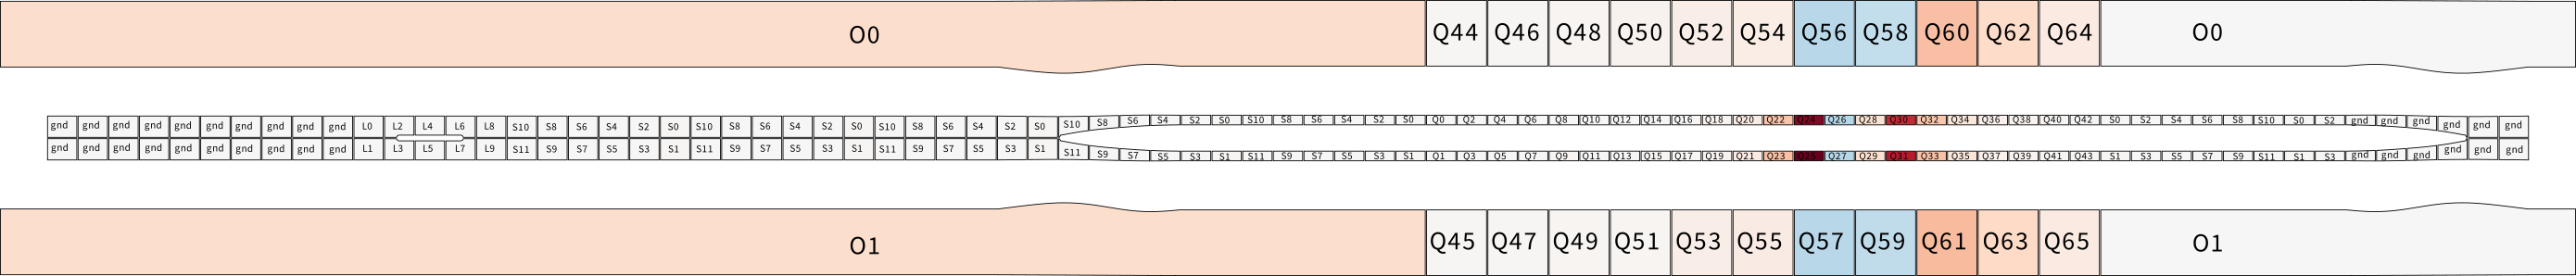 O0 Q44 Q46 Q48 Q50 Q52 Q54 Q56 Q58 Q60 Q62 Q64 O0
gnd gnd gnd gnd gnd gnd gnd gnd gnd gnd L0 L2 L4 L6 L8 S10 S8 S6 S4 S2 S0 S10 S8 S6 S4 S2 S0 S10 S8 S6 S4 S2 S0 S10 S8 S6 S4 S2 S0 S10 S8 S6 S4 S2 S0 Q0 Q2 Q4 Q6 Q8 Q10 Q12 Q14 Q16 Q18 Q20 Q22 Q24 Q26 Q28 Q30 Q32 Q34 Q36 Q38 Q40 Q42 S0 S2 S4 S6 S8 S10 S0 S2 gnd gnd gnd gnd gnd gnd
gnd gnd gnd gnd gnd gnd gnd gnd gnd gnd L1 L3 L5 L7 L9 S11 S9 S7 S5 S3 S1 S11 S9 S7 S5 S3 S1 S11 S9 S7 S5 S3 S1 S11 S9 S7 S5 S3 S1 S11 S9 S7 S5 S3 S1 Q1 Q3 Q5 Q7 Q9 Q11 Q13 Q15 Q17 Q19 Q21 Q23 Q25 Q27 Q29 Q31 Q33 Q35 Q37 Q39 Q41 Q43 S1 S3 S5 S7 S9 S11 S1 S3 gnd gnd gnd gnd gnd gnd
O1 Q45 Q47 Q49 Q51 Q53 Q55 Q57 Q59 Q61 Q63 Q65 O1